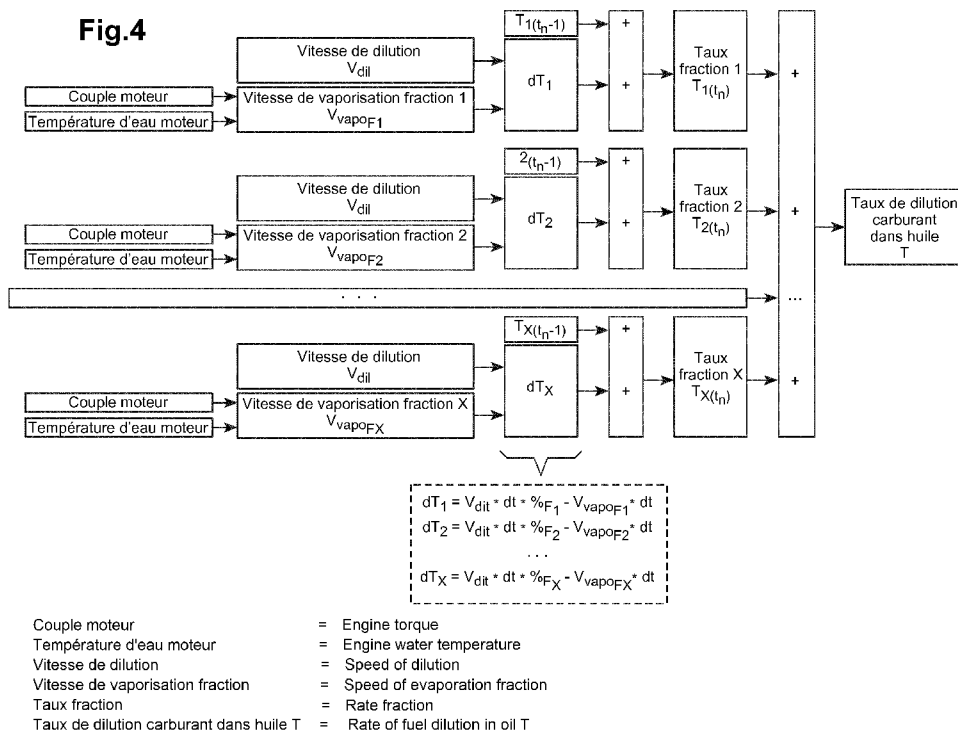 Fig.4
T1(tn-1)
+
Vitesse de dilution
Vdil
dT1
+
Taux
fraction 1
T1(tn)
+
Couple moteur
Température d'eau moteur
Vitesse de vaporisation fraction 1
VvapoF1
2(tn-1)
+
Vitesse de dilution
Vdil
dT2
+
Taux
fraction 2
T2(tn)
+
Taux de dilution
carburant
dans huile
T
Couple moteur
Température d'eau moteur
Vitesse de vaporisation fraction 2
VvapoF2
. . .
...
TX(tn-1)
+
Vitesse de dilution
Vdil
dTX
+
Taux
fraction X
TX(tn)
+
Couple moteur
Température d'eau moteur
Vitesse de vaporisation fraction X
VvapoFX
dT1 = Vdit * dt * %F1 - VvapoF1* dt
dT2 = Vdit * dt * %F2 - VvapoF2* dt
. . .
dTX = Vdit * dt * %FX - VvapoFX* dt
Couple moteur = Engine torque
Température d'eau moteur = Engine water temperature
Vitesse de dilution = Speed of dilution
Vitesse de vaporisation fraction = Speed of evaporation fraction
Taux fraction = Rate fraction
Taux de dilution carburant dans huile T = Rate of fuel dilution in oil T